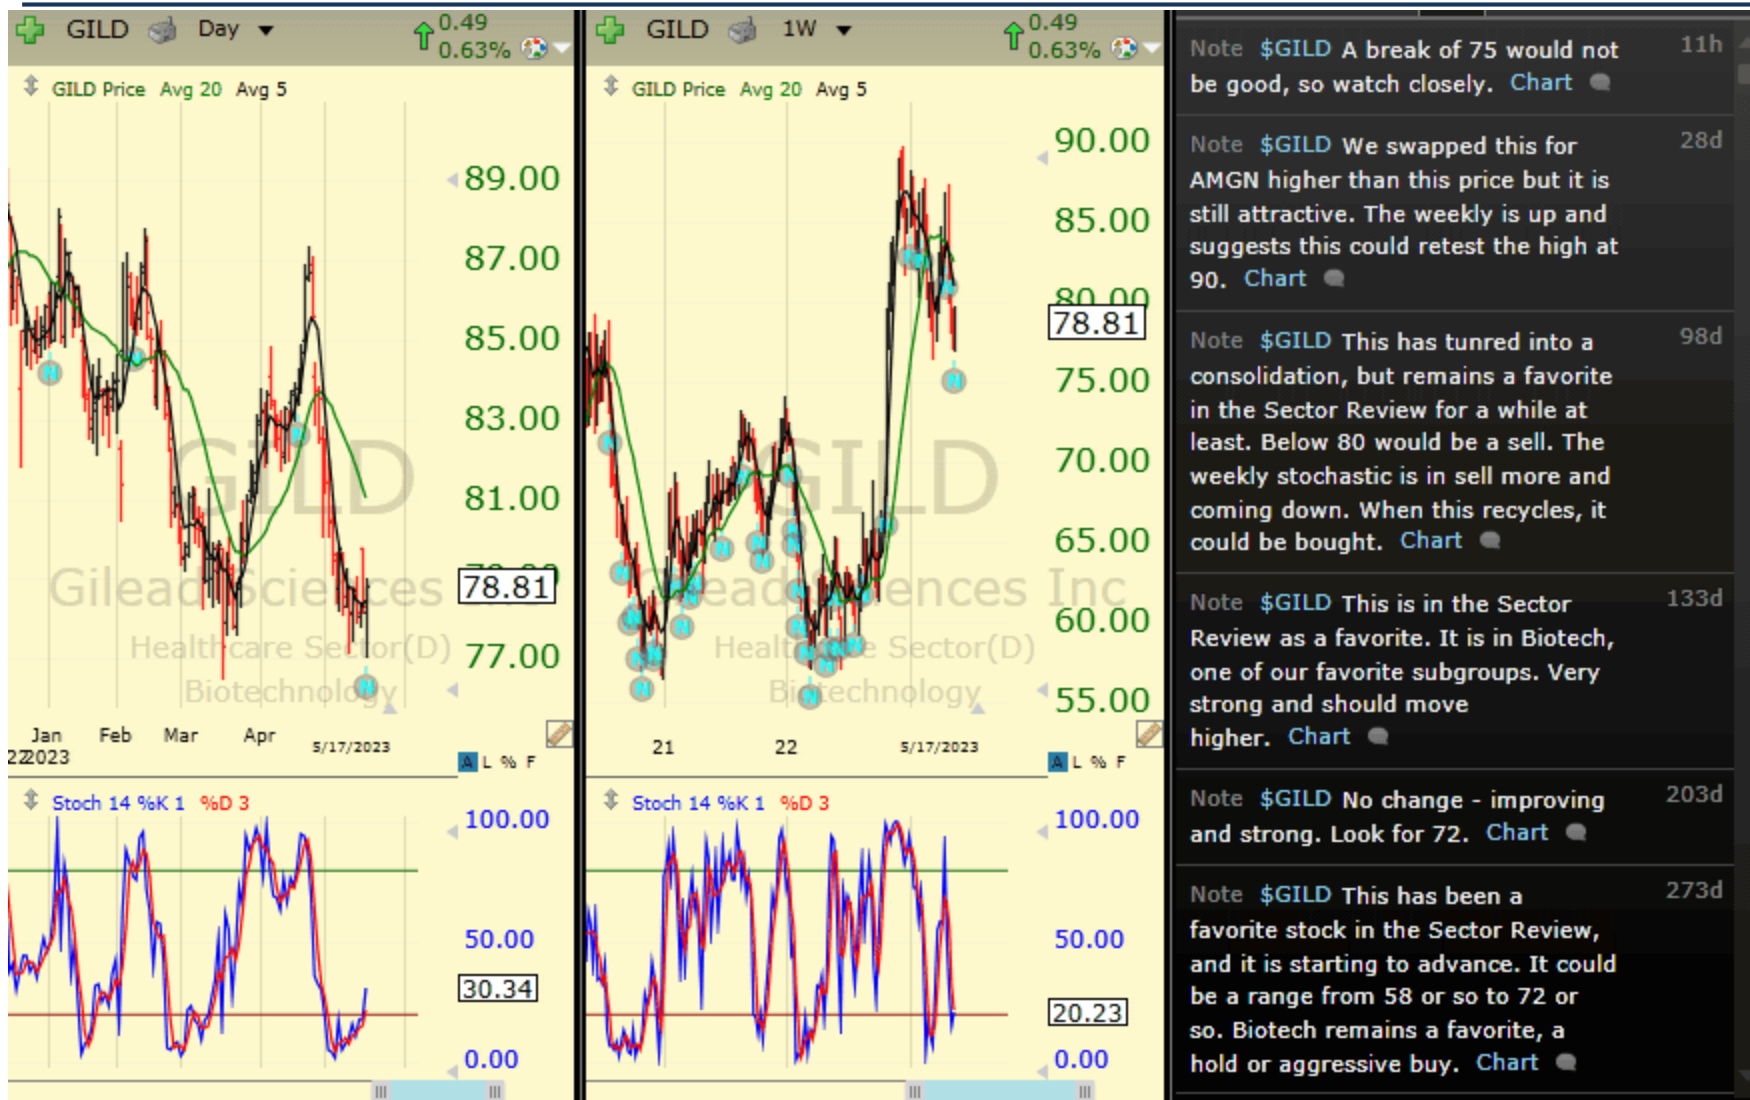 GILD Day 0.49
0.63%
GILD Price Avg 20 Avg 5
89.00
87.00
85.00
83.00
81.00
78.81
77.00
GILD
Gilead Sciences
Healthcare Sector(D)
Biotechnology
N
N
N
N
Jan Feb Mar Apr 5/17/2023
222023
A L % F
Stoch 14 %K 1 %D 3
100.00
50.00
30.34
0.00
GILD 1W 0.49
0.63%
GILD Price Avg 20 Avg 5
90.00
85.00
80.00
78.81
75.00
70.00
65.00
60.00
55.00
GILD
Gilead Sciences Inc
Healthcare Sector(D)
Biotechnology
21 22 5/17/2023
A L % F
Stoch 14 %K 1 %D 3
100.00
50.00
20.23
0.00
Note $GILD A break of 75 would not 11h
be good, so watch closely. Chart
Note $GILD We swapped this for 28d
AMGN higher than this price but it is
still attractive. The weekly is up and
suggests this could retest the high at
90. Chart
Note $GILD This has tunred into a 98d
consolidation, but remains a favorite
in the Sector Review for a while at
least. Below 80 would be a sell. The
weekly stochastic is in sell more and
coming down. When this recycles, it
could be bought. Chart
Note $GILD This is in the Sector 133d
Review as a favorite. It is in Biotech,
one of our favorite subgroups. Very
strong and should move
higher. Chart
Note $GILD No change - improving 203d
and strong. Look for 72. Chart
Note $GILD This has been a 273d
favorite stock in the Sector Review,
and it is starting to advance. It could
be a range from 58 or so to 72 or
so. Biotech remains a favorite, a
hold or aggressive buy. Chart